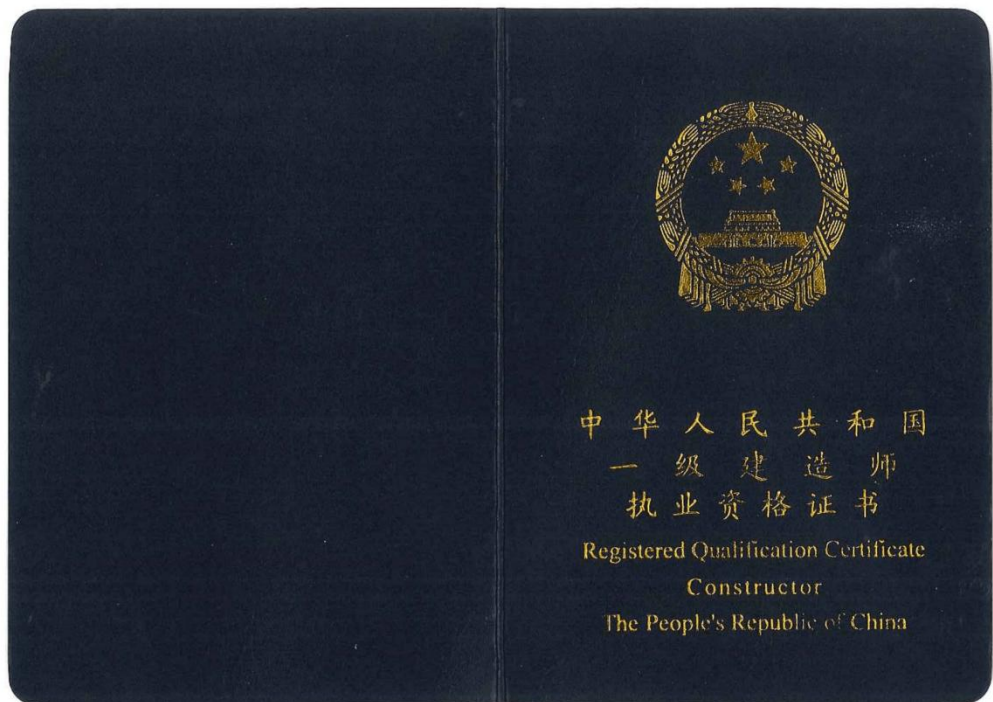 中华人民共和国
一级建造师
执业资格证书
Registered Qualification Certificate
Constructor
The People's Republic of China